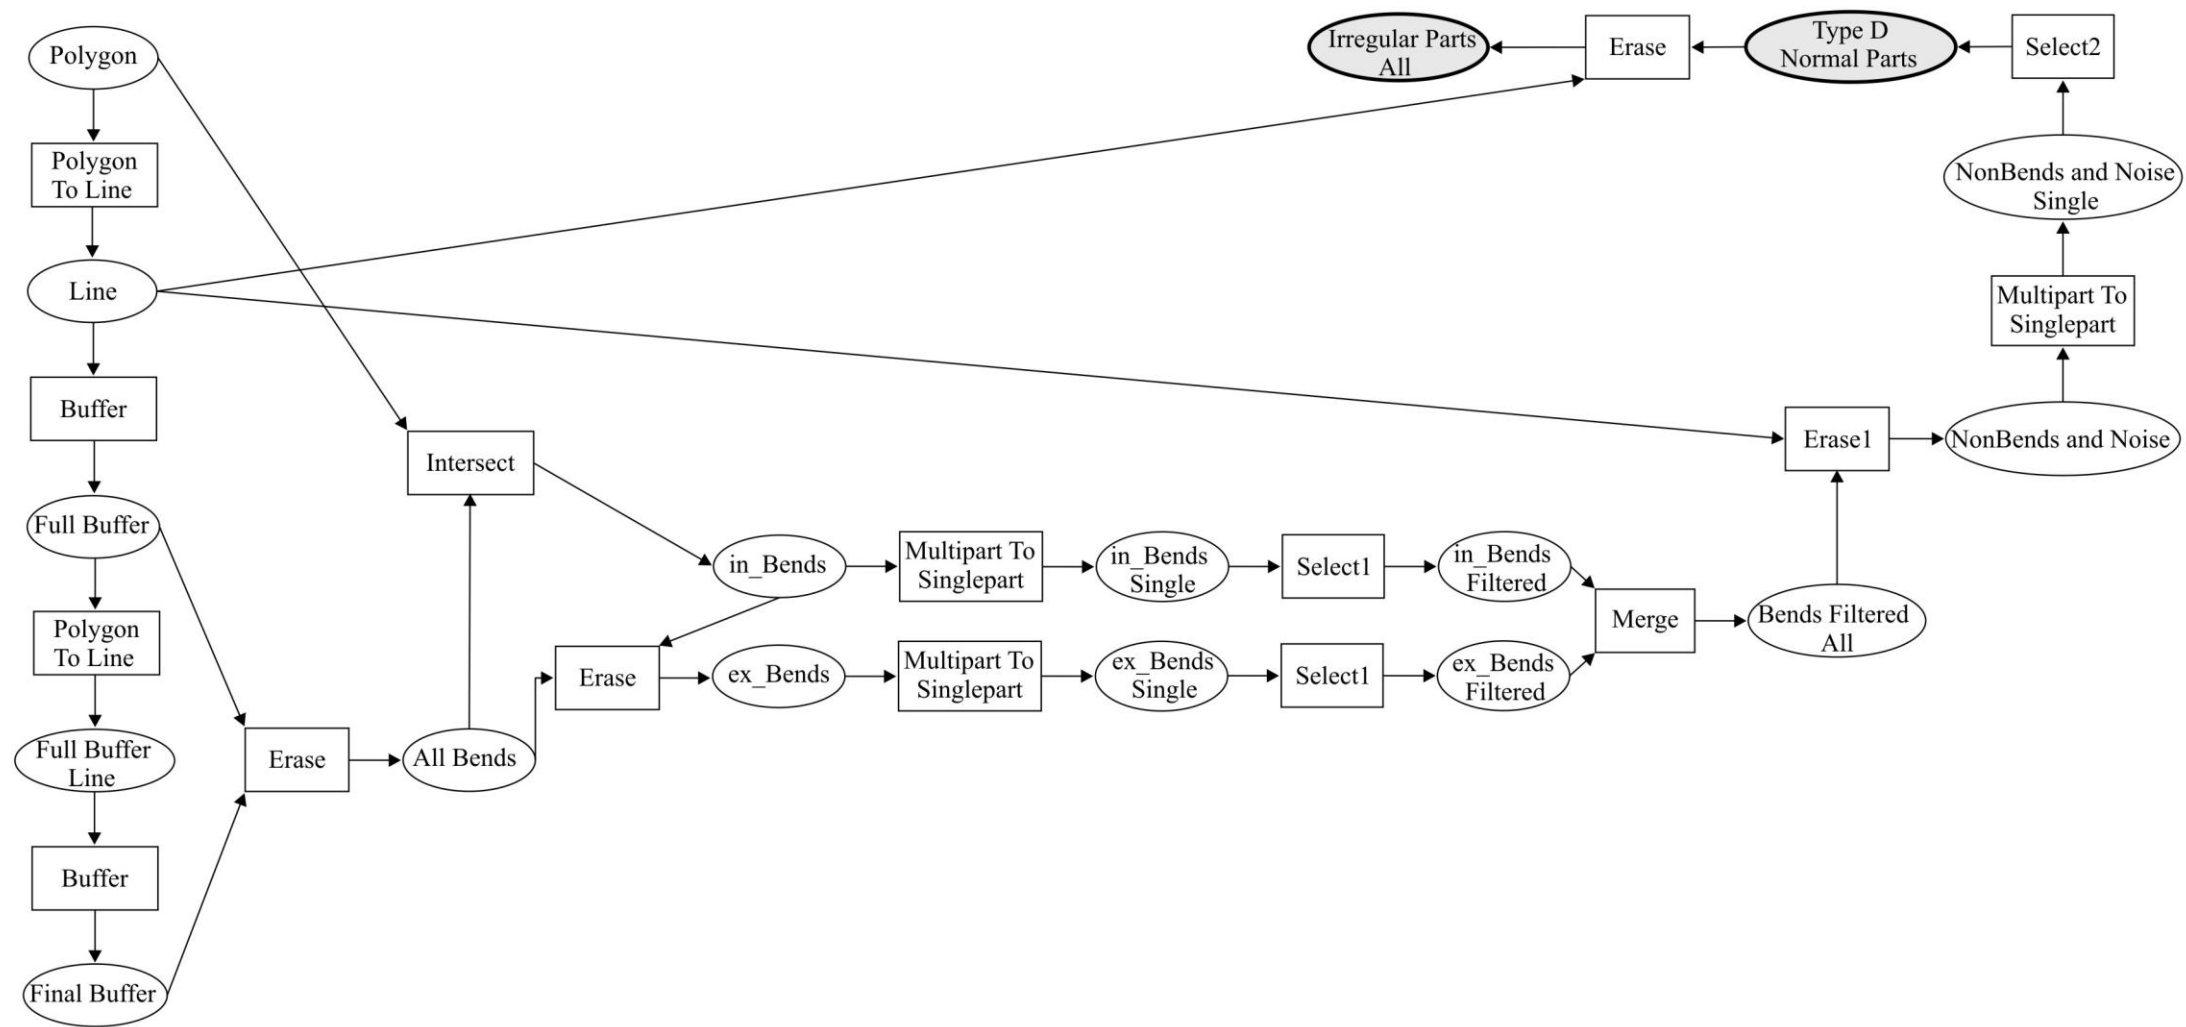 Polygon
Polygon
To Line
Line
Buffer
Full Buffer
Polygon
To Line
Full Buffer
Line
Buffer
Final Buffer
Erase
All Bends
Intersect
Erase
in_Bends
Multipart To
Singlepart
in_Bends
Single
Select1
in_Bends
Filtered
ex_Bends
Multipart To
Singlepart
ex_Bends
Single
Select1
ex_Bends
Filtered
Merge
Bends Filtered
All
Erase1
NonBends and Noise
Multipart To
Singlepart
NonBends and Noise
Single
Select2
Type D
Normal Parts
Erase
Irregular Parts
All